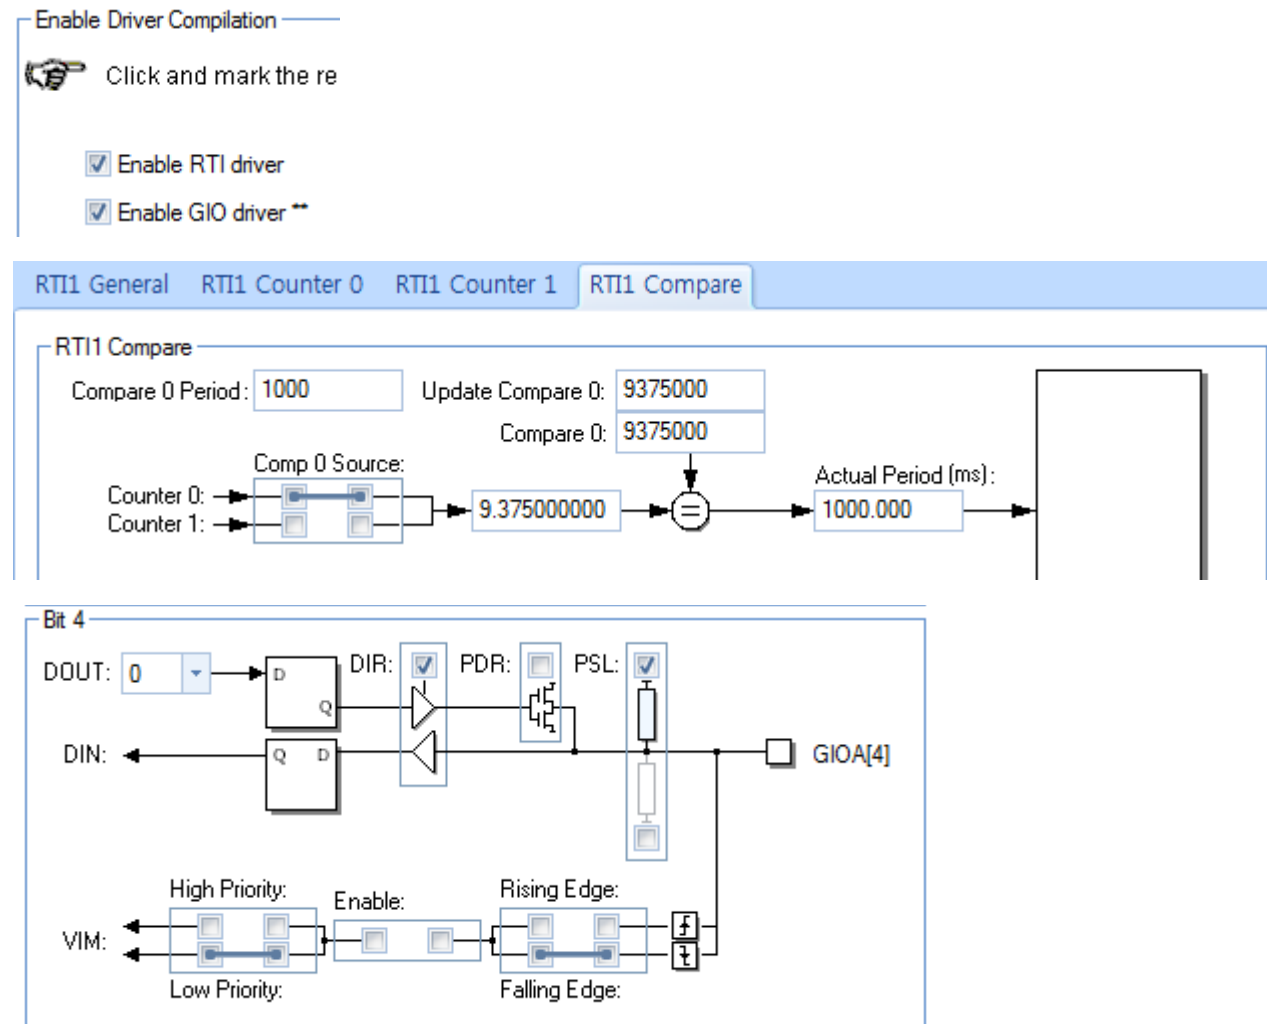 Enable Driver Compilation
Click and mark the re
Enable RTI driver
Enable GIO driver **
RTI1 General RTI1 Counter 0 RTI1 Counter 1 RTI1 Compare
RTI1 Compare
Compare 0 Period: 1000 Update Compare 0: 9375000
Compare 0: 9375000
Comp 0 Source:
Actual Period (ms):
Counter 0:
9.375000000 = 1000.000
Counter 1:
Bit 4
DOUT: 0 D Q DIR: PDR: PSL:
DIN: Q D GIOA[4]
High Priority: Enable: Rising Edge:
VIM:
Low Priority: Falling Edge: